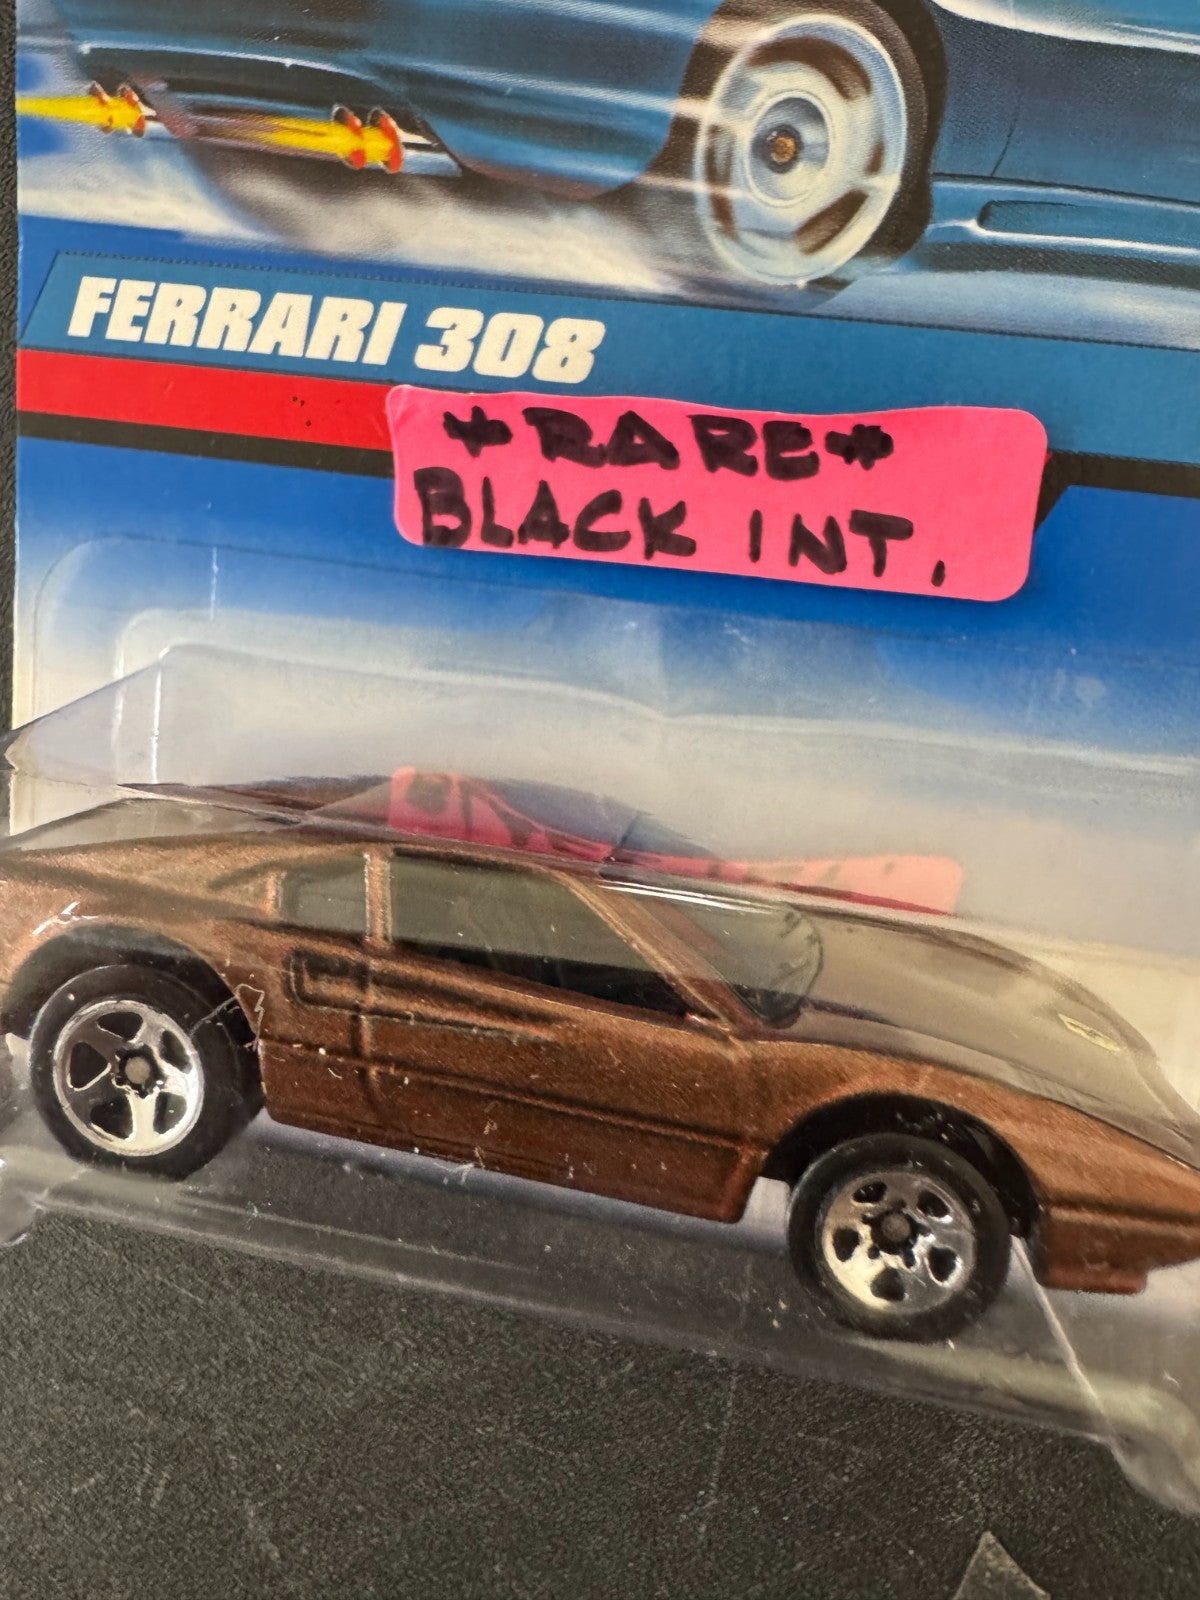 FERRARI 308
*RARE*
BLACK INT.